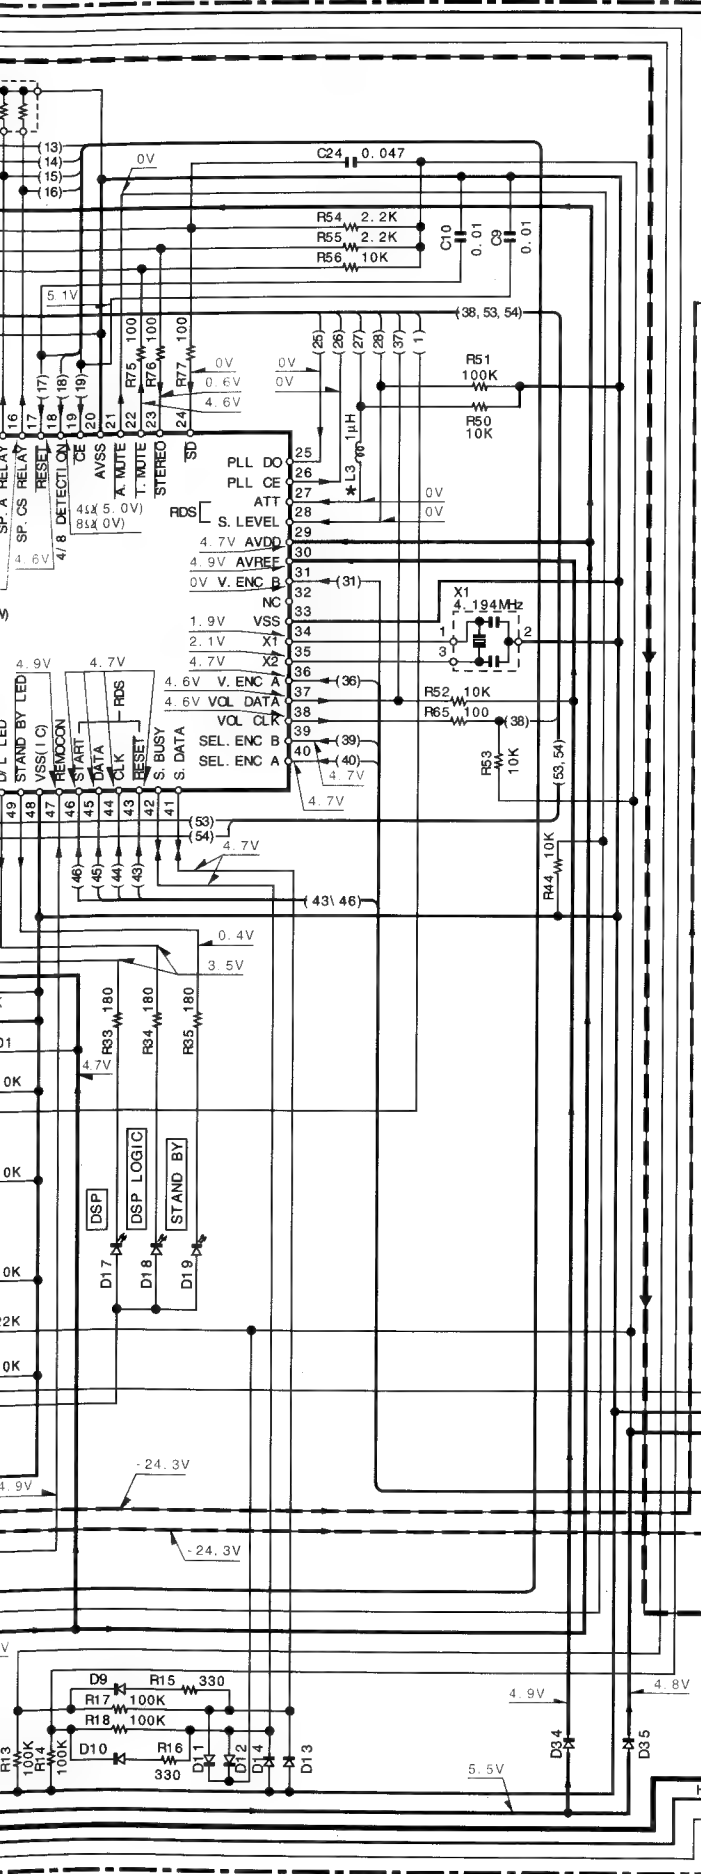 (13)
(14)
(15)
(16)
0V
C24 0.047
R54 2.2K
R55 2.2K
R56 10K
C10 0.01
C9 0.01
5.1V
(38, 53, 54)
R75 100
R76 100
R77 100
0V
0.6V
4.6V
0V
0V
(25)
(26)
(27)
(28)
(37)
(1)
R51
100K
R50
10K
1μH
*L3
(17)
(18)
(19)
16
17
18
19
20
21
22
23
24
SP. A RELAY
SP. CS RELAY
RESET
4/8 DETECTION
CE
AVSS
A. MUTE
T. MUTE
STEREO
SD
4.6V
4Ω( 5.0V)
8Ω( 0V)
PLL DO 25
PLL CE 26
ATT 27
RDS
S. LEVEL 28
0V
0V
4.7V AVDD 29
4.9V AVREF 30
0V V. ENC B 31 (31)
NC 32
1.9V VSS 33
2.1V X1 34
4.7V X2 35
4.6V V. ENC A 36 (36)
4.6V VOL DATA 37
VOL CLK 38
SEL. ENC B 39 (39)
SEL. ENC A 40 (40)
4.7V
4.7V
X1
4.194MHz
1
2
3
R52 10K
R65 100 (38)
R53 10K
(53, 54)
4.9V
4.7V
RDS
D/L LED
STAND BY LED
VSS(IC)
REMOCON
START
DATA
CLK
RESET
S. BUSY
S. DATA
49
48
47
46
45
44
43
42
41
(53)
(54)
4.7V
(46)
(45)
(44)
(43)
(43\46)
R44 10K
0.4V
3.5V
R33 180
R34 180
R35 180
01
4.7V
0K
0K
DSP
DSP LOGIC
STAND BY
D17
D18
D19
0K
22K
0K
-24.3V
4.9V
-24.3V
D9 R15 330
R17 100K
R18 100K
D10 R16
330
R13 100K
R14 100K
D11
D12
D14
D13
4.9V
4.8V
D34
D35
5.5V